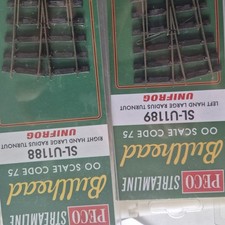 PECO STREAMLINE
Bullhead
OO SCALE CODE 75
SL-U1188
RIGHT HAND LARGE RADIUS TURNOUT
UNIFROG
PECO STREAMLINE
Bullhead
OO SCALE CODE 75
SL-U1189
LEFT HAND LARGE RADIUS TURNOUT
UNIFROG